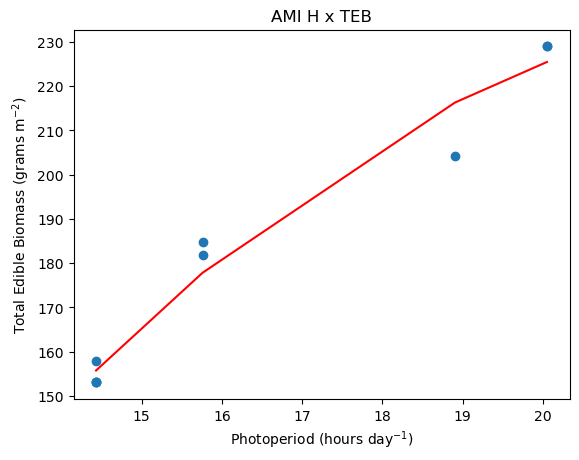 AMI H x TEB
230
220
210
200
190
180
170
160
150
Total Edible Biomass (grams m⁻²)
15 16 17 18 19 20
Photoperiod (hours day⁻¹)